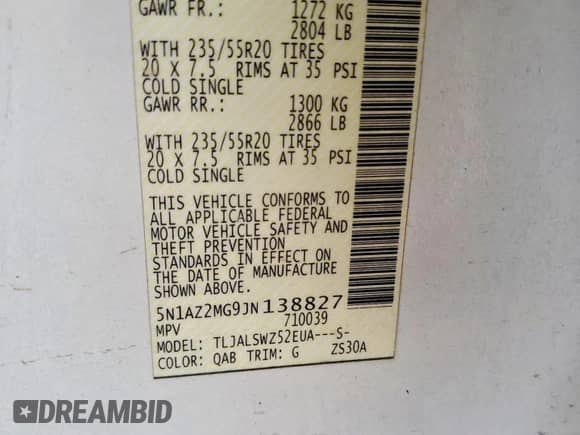 GAWR FR.: 1272 KG
2804 LB
WITH 235/55R20 TIRES
20 X 7.5 RIMS AT 35 PSI
COLD SINGLE
GAWR RR.: 1300 KG
2866 LB
WITH 235/55R20 TIRES
20 X 7.5 RIMS AT 35 PSI
COLD SINGLE
THIS VEHICLE CONFORMS TO
ALL APPLICABLE FEDERAL
MOTOR VEHICLE SAFETY AND
THEFT PREVENTION
STANDARDS IN EFFECT ON
THE DATE OF MANUFACTURE
SHOWN ABOVE.
5N1AZ2MG9JN138827
MPV 710039
MODEL: TLJALSWZ52EUA---S-
COLOR: QAB TRIM: G ZS30A
DREAMBID